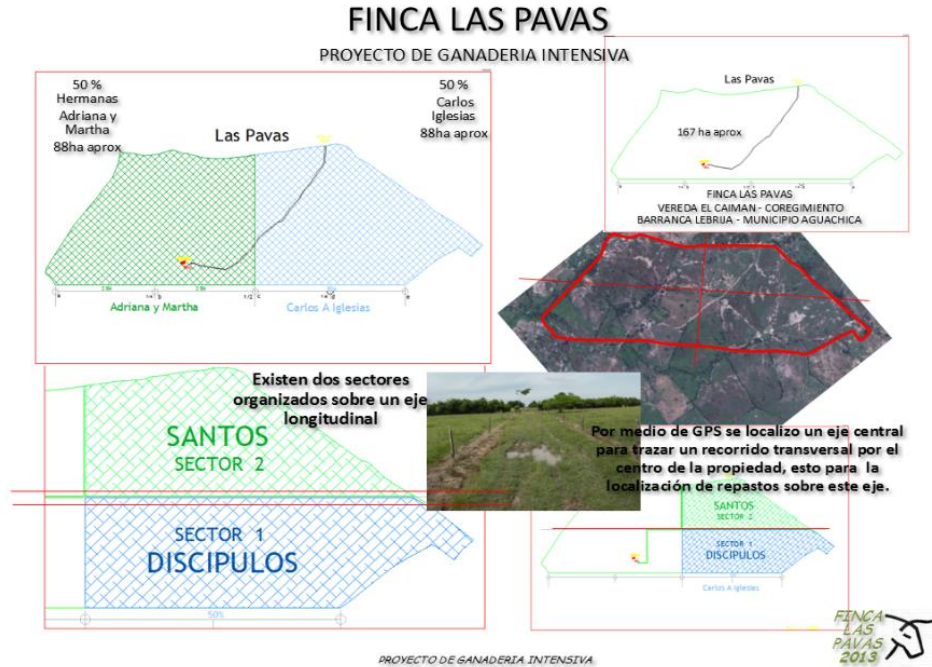 FINCA LAS PAVAS
PROYECTO DE GANADERIA INTENSIVA
50 %
Hermanas
Adriana y
Martha
88ha aprox
Las Pavas
50 %
Carlos
Iglesias
88ha aprox
Adriana y Martha
Carlos A Iglesias
Las Pavas
167 ha aprox
FINCA LAS PAVAS
VEREDA EL CAIMAN - COREGIMIENTO
BARRANCA LEBRIJA - MUNICIPIO AGUACHICA
Existen dos sectores
organizados sobre un eje
longitudinal
SANTOS
SECTOR 2
SECTOR 1
DISCIPULOS
50%
Por medio de GPS se localizo un eje central
para trazar un recorrido transversal por el
centro de la propiedad, esto para la
localización de repastos sobre este eje.
SANTOS
SECTOR 2
SECTOR 1
DISCIPULOS
Carlos A Iglesias
FINCA
LAS
PAVAS
2013
PROYECTO DE GANADERIA INTENSIVA